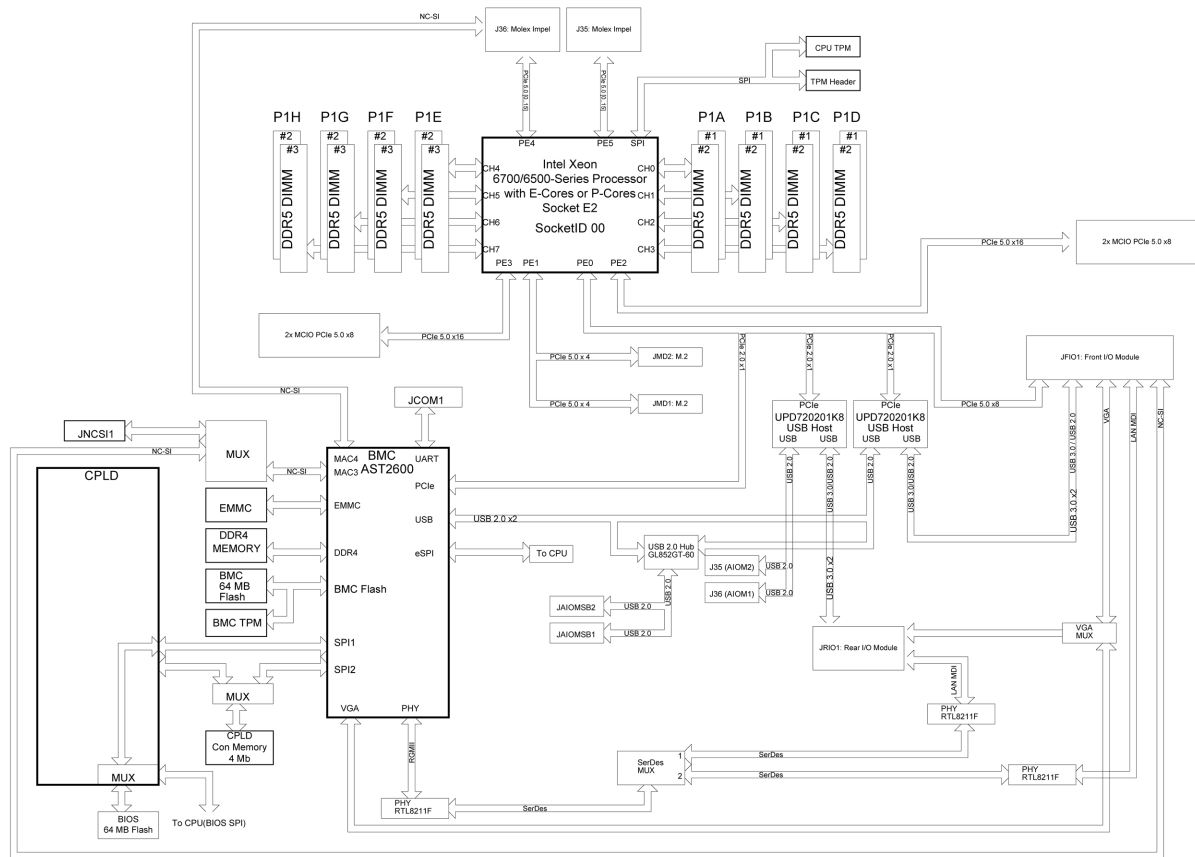 NC-SI
J36: Molex Impel
J35: Molex Impel
CPU TPM
TPM Header
SPI
PCIe 5.0 [0..15]
PCIe 5.0 [0..15]
P1H
P1G
P1F
P1E
#2
#3
DDR5 DIMM
#2
#3
DDR5 DIMM
#2
#3
DDR5 DIMM
#2
#3
DDR5 DIMM
PE4
PE5
SPI
Intel Xeon
6700/6500-Series Processor
with E-Cores or P-Cores
Socket E2
SocketID 00
CH4
CH5
CH6
CH7
CH0
CH1
CH2
CH3
PE3
PE1
PE0
PE2
P1A
P1B
P1C
P1D
#1
#2
DDR5 DIMM
#1
#2
DDR5 DIMM
#1
#2
DDR5 DIMM
#1
#2
DDR5 DIMM
PCIe 5.0 x16
2x MCIO PCIe 5.0 x8
2x MCIO PCIe 5.0 x8
PCIe 5.0 x16
PCIe 5.0 x 4
JMD2: M.2
PCIe 5.0 x 4
JMD1: M.2
PCIe 2.0 x1
PCIe 2.0 x1
PCIe 2.0 x1
PCIe 5.0 x8
JFIO1: Front I/O Module
NC-SI
JCOM1
JNCSI1
MUX
NC-SI
NC-SI
PCIe
UPD720201K8
USB Host
USB
USB
PCIe
UPD720201K8
USB Host
USB
USB
USB 2.0
USB 3.0/USB 2.0
USB 2.0
USB 3.0/USB 2.0
USB 3.0 / USB 2.0
VGA
LAN MDI
NC-SI
USB 3.0 x2
USB 3.0 x2
CPLD
BMC
AST2600
MAC4
MAC3
UART
PCIe
EMMC
USB
DDR4
eSPI
BMC Flash
SPI1
SPI2
VGA
PHY
EMMC
DDR4
MEMORY
BMC
64 MB
Flash
BMC TPM
USB 2.0 x2
To CPU
USB 2.0 Hub
GL852GT-60
J35 (AIOM2)
USB 2.0
J36 (AIOM1)
USB 2.0
USB 2.0
JAIOMSB2
USB 2.0
JAIOMSB1
USB 2.0
USB 3.0 x2
VGA
MUX
JRIO1: Rear I/O Module
LAN MDI
PHY
RTL8211F
MUX
CPLD
Con Memory
4 Mb
MUX
BIOS
64 MB Flash
To CPU(BIOS SPI)
RGMII
PHY
RTL8211F
SerDes
SerDes
MUX
1
2
SerDes
SerDes
PHY
RTL8211F